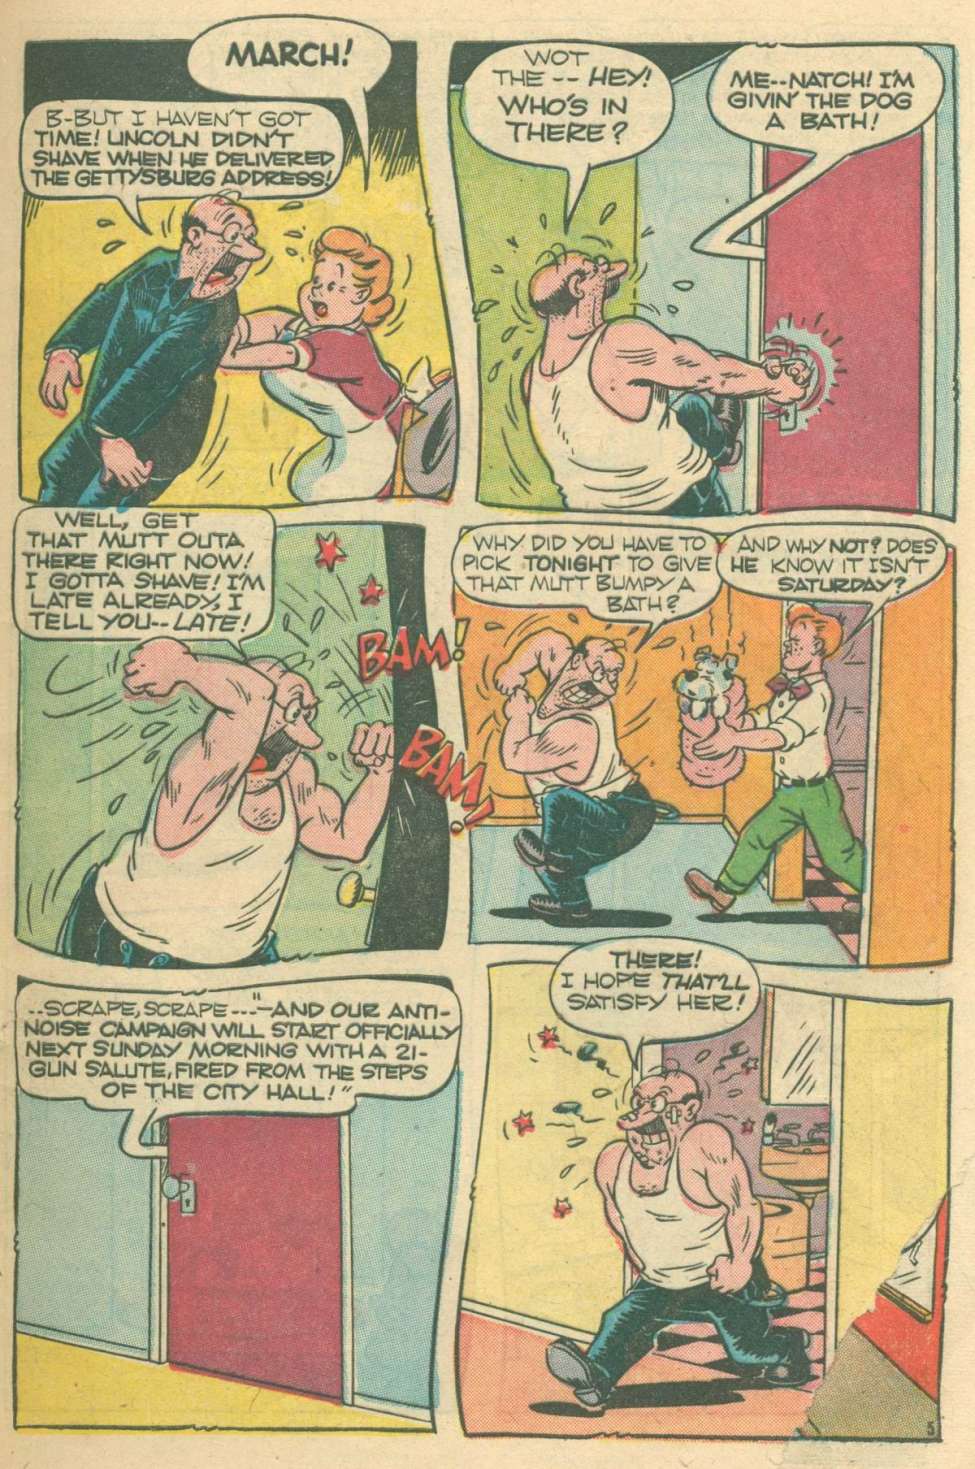 MARCH!
B-BUT I HAVEN'T GOT
TIME! LINCOLN DIDN'T
SHAVE WHEN HE DELIVERED
THE GETTYSBURG ADDRESS!
WOT
THE -- HEY!
WHO'S IN
THERE?
ME--NATCH! I'M
GIVIN' THE DOG
A BATH!
WELL, GET
THAT MUTT OUTA
THERE RIGHT NOW!
I GOTTA SHAVE! I'M
LATE ALREADY, I
TELL YOU-- LATE!
BAM!
BAM!
WHY DID YOU HAVE TO
PICK TONIGHT TO GIVE
THAT MUTT BUMPY A
BATH?
AND WHY NOT? DOES
HE KNOW IT ISN'T
SATURDAY?
--SCRAPE, SCRAPE ---"-AND OUR ANTI-
NOISE CAMPAIGN WILL START OFFICIALLY
NEXT SUNDAY MORNING WITH A 21-
GUN SALUTE, FIRED FROM THE STEPS
OF THE CITY HALL!"
THERE!
I HOPE THAT'LL
SATISFY HER!
5